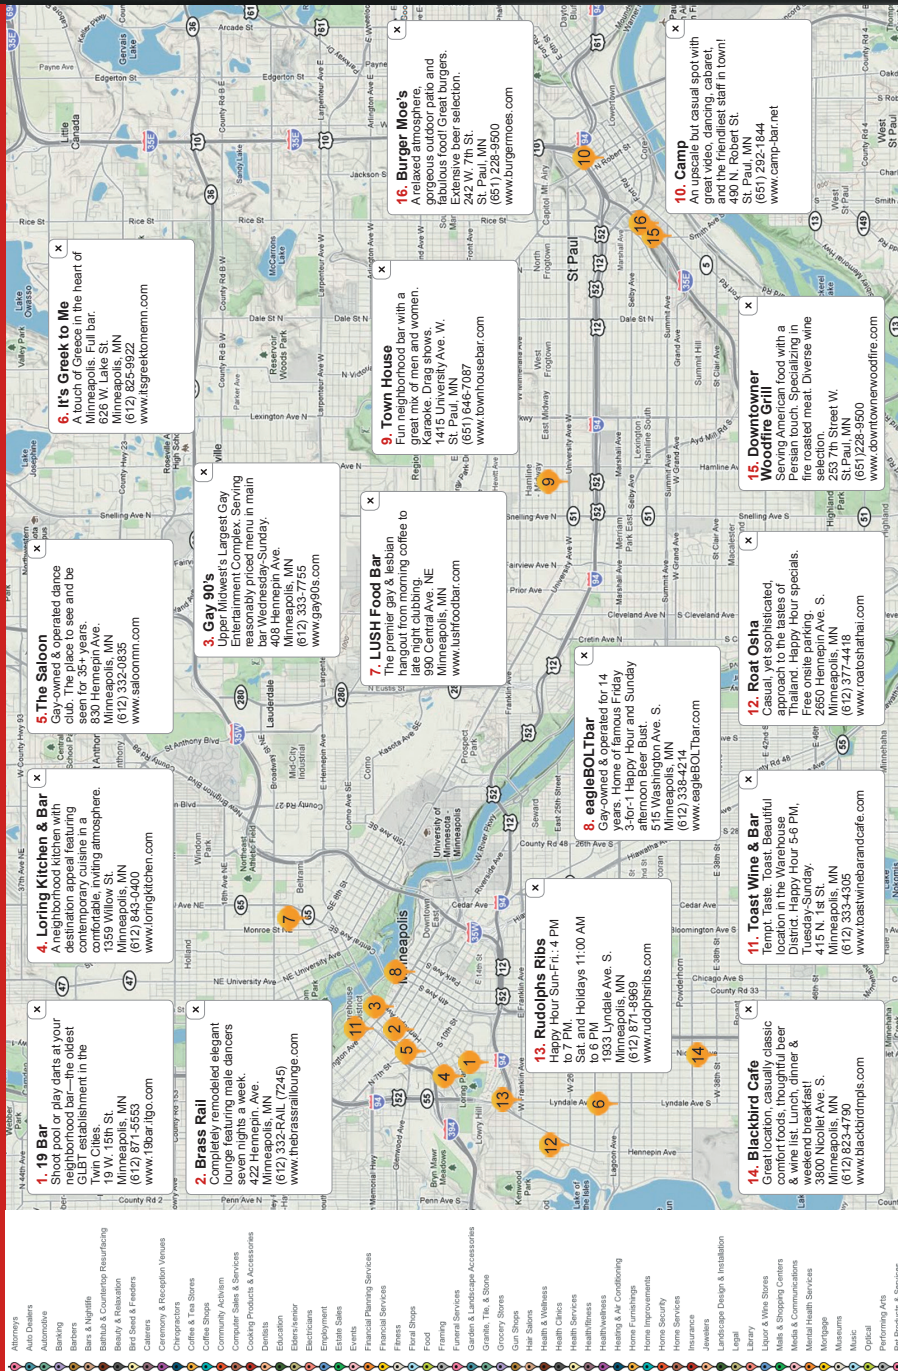 1. 19 Bar
Shoot pool or play darts at your
neighborhood bar—the oldest
GLBT establishment in the
Twin Cities.
19 W. 15th St.
Minneapolis, MN
(612) 871-5553
www.19bar.itgo.com
4. Loring Kitchen & Bar
A neighborhood kitchen with
destination appeal featuring
contemporary cuisine in a
comfortable, inviting atmosphere.
1359 Willow St.
Minneapolis, MN
(612) 843-0400
www.loringkitchen.com
5.The Saloon
Gay-owned & operated dance
club. The place to see and be
seen for 35+ years.
830 Hennepin Ave.
Minneapolis, MN
(612) 332-0835
www.saloonmn.com
6. It's Greek to Me
A touch of Greece in the heart of
Minneapolis. Full bar.
626 W. Lake St.
Minneapolis, MN
(612) 825-9922
www.itsgreektomemn.com
2. Brass Rail
Completely remodeled elegant
lounge featuring male dancers
seven nights a week.
422 Hennepin. Ave.
Minneapolis, MN
(612) 332-RAIL (7245)
www.thebrassraillounge.com
3. Gay 90's
Upper Midwest's Largest Gay
Entertainment Complex. Serving
reasonably priced menu in main
bar Wednesday-Sunday.
408 Hennepin Ave.
Minneapolis, MN
(612) 333-7755
www.gay90s.com
7. LUSH Food Bar
The premier gay & lesbian
hangout from morning coffee to
late night clubbing.
990 Central Ave. NE
Minneapolis, MN
www.lushfoodbar.com
9. Town House
Fun neighborhood bar with a
great mix of men and women.
Karaoke. Drag shows.
1415 University Ave. W.
St. Paul, MN
(651) 646-7087
www.townhousebar.com
16. Burger Moe's
A relaxed atmosphere,
gorgeous outdoor patio and
fabulous food! Great burgers.
Extensive beer selection.
242 W. 7th St.
St. Paul, MN
(651) 228-9500
www.burgermoes.com
13. Rudolphs Ribs
Happy Hour Sun-Fri.: 4 PM
to 7 PM.
Sat. and Holidays 11:00 AM
to 6 PM
1933 Lyndale Ave. S.
Minneapolis, MN
(612) 871-8969
www.rudolphsribs.com
8. eagleBOLTbar
Gay-owned & operated for 14
years. Home of famous Friday
3-for-1 Happy Hour and Sunday
afternoon Beer Bust.
515 Washington Ave. S.
Minneapolis, MN
(612) 338-4214
www.eagleBOLTbar.com
10. Camp
An upscale but casual spot with
great video, dancing, cabaret,
and the friendliest staff in town!
490 N. Robert St.
St. Paul, MN
(651) 292-1844
www.camp-bar.net
14. Blackbird Cafe
Great location, casually classic
comfort foods, thoughtful beer
& wine list. Lunch, dinner &
weekend breakfast!
3800 Nicollet Ave. S.
Minneapolis, MN
(612) 823-4790
www.blackbirdmpls.com
11. Toast Wine & Bar
Tempt. Taste. Toast. Beautiful
location in the Warehouse
District. Happy Hour 5-6 PM,
Tuesday-Sunday.
415 N. 1st St.
Minneapolis, MN
(612) 333-4305
www.toastwinebarandcafe.com
12. Roat Osha
Casual, yet sophisticated,
approach to the tastes of
Thailand. Happy Hour specials.
Free onsite parking.
2650 Hennepin Ave. S.
Minneapolis, MN
(612) 377-4418
www.roatoshathai.com
15. Downtowner
Woodfire Grill
Serving American food with a
Persian touch. Specializing in
fire roasted meat. Diverse wine
selection.
253 7th Street W.
St.Paul, MN
(651)228-9500
www.downtownerwoodfire.com
Attorneys
Auto Dealers
Automotive
Banking
Barbers
Bars & Nightlife
Bathtub & Countertop Resurfacing
Beauty & Relaxation
Bird Seed & Feeders
Caterers
Ceremony & Reception Venues
Chiropractors
Coffee & Tea Stores
Coffee Shops
Community Activism
Computer Sales & Services
Cooking Products & Accessories
Dentists
Education
Elders/senior
Electricians
Employment
Estate Sales
Events
Financial Planning Services
Financial Services
Fitness
Floral Shops
Food
Framing
Funeral Services
Garden & Landscape Accessories
Granite, Tile, & Stone
Grocery Stores
Gun Shops
Hair Salons
Health & Wellness
Health Clinics
Health Services
Health/fitness
Health/wellness
Heating & Air Conditioning
Home Furnishings
Home Improvements
Home Security
Home Services
Insurance
Jewelers
Landscape Design & Installation
Legal
Library
Liquor & Wine Stores
Malls & Shopping Centers
Media & Communications
Mental Health Services
Mortgage
Museums
Music
Optical
Performing Arts
Minneapolis
St Paul
University of
Minnesota -
Minneapolis
Downtown
East
Little
Canada
Lauderdale